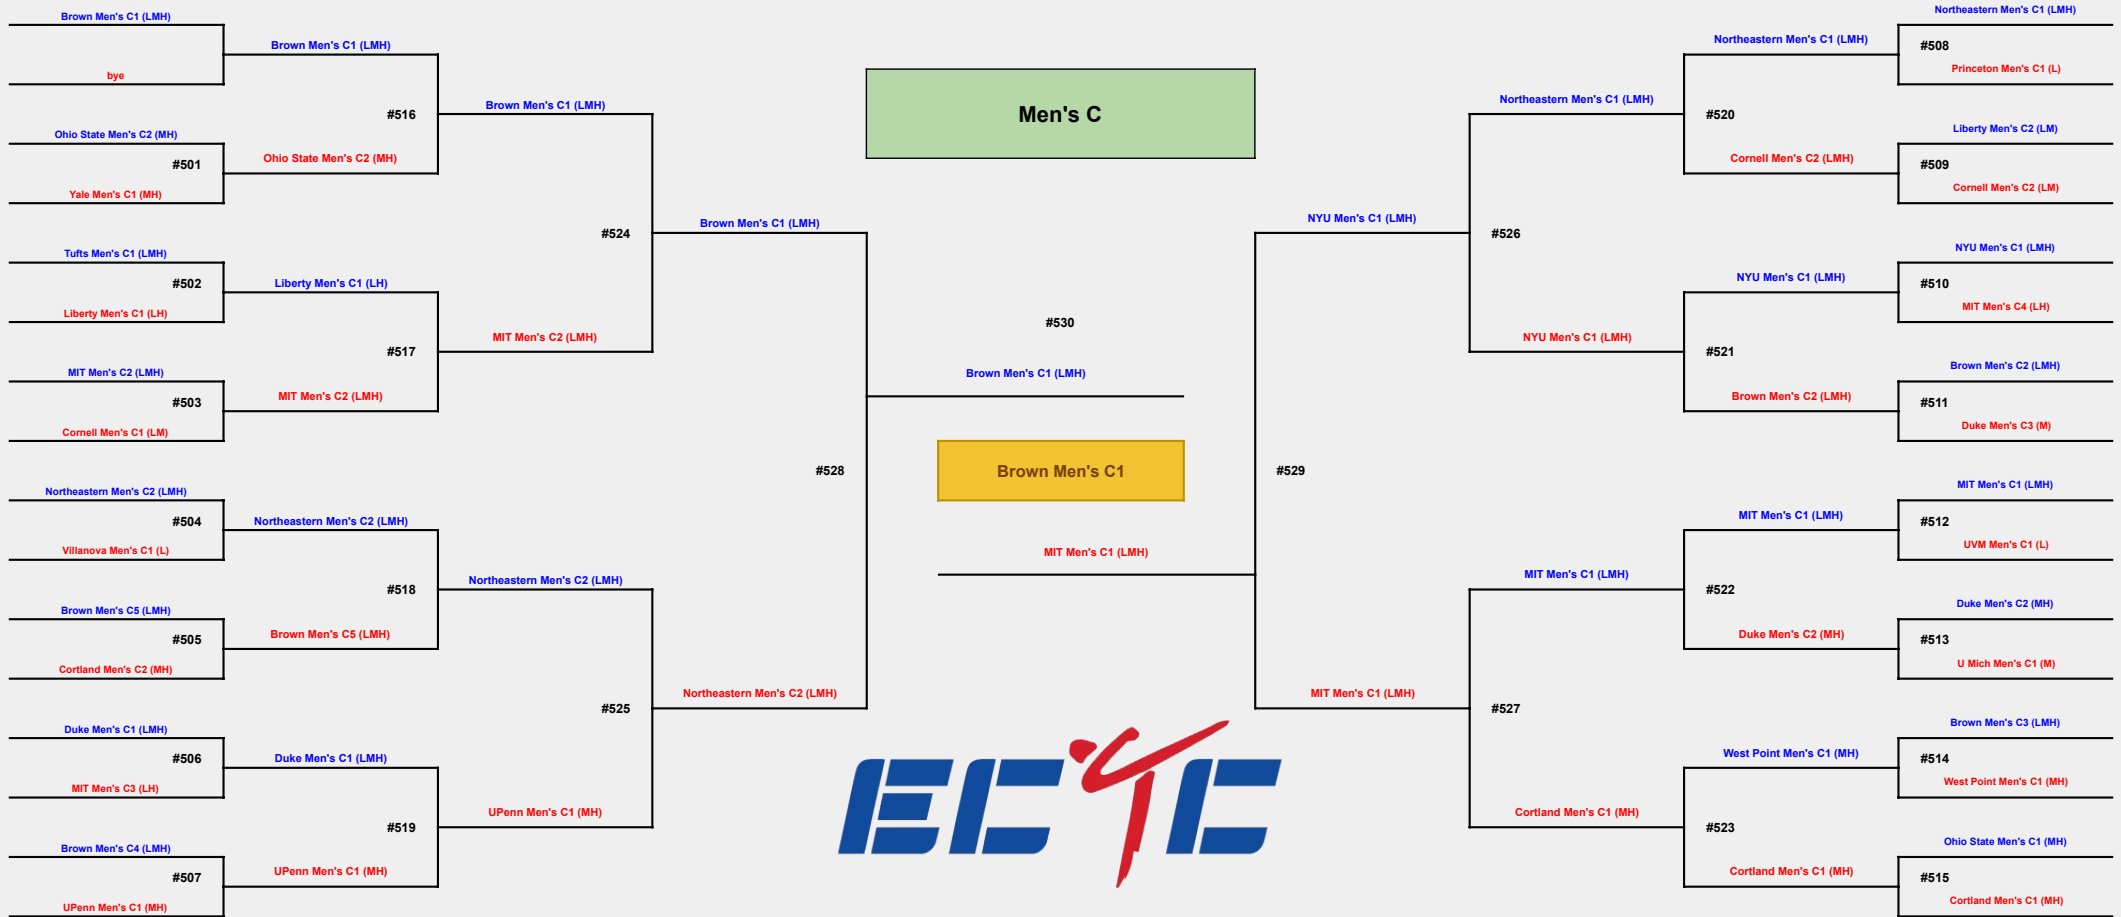 Brown Men's C1 (LMH)
bye
Ohio State Men's C2 (MH)
#501
Yale Men's C1 (MH)
Tufts Men's C1 (LMH)
#502
Liberty Men's C1 (LH)
MIT Men's C2 (LMH)
#503
Cornell Men's C1 (LM)
Northeastern Men's C2 (LMH)
#504
Villanova Men's C1 (L)
Brown Men's C5 (LMH)
#505
Cortland Men's C2 (MH)
Duke Men's C1 (LMH)
#506
MIT Men's C3 (LH)
Brown Men's C4 (LMH)
#507
UPenn Men's C1 (MH)
Brown Men's C1 (LMH)
#516
Ohio State Men's C2 (MH)
Liberty Men's C1 (LH)
#517
MIT Men's C2 (LMH)
Northeastern Men's C2 (LMH)
#518
Brown Men's C5 (LMH)
Duke Men's C1 (LMH)
#519
UPenn Men's C1 (MH)
Brown Men's C1 (LMH)
#524
MIT Men's C2 (LMH)
Northeastern Men's C2 (LMH)
#525
UPenn Men's C1 (MH)
Brown Men's C1 (LMH)
#528
Northeastern Men's C2 (LMH)
Men's C
#530
Brown Men's C1 (LMH)
Brown Men's C1
MIT Men's C1 (LMH)
ECTC
NYU Men's C1 (LMH)
#529
MIT Men's C1 (LMH)
Northeastern Men's C1 (LMH)
#526
NYU Men's C1 (LMH)
MIT Men's C1 (LMH)
#527
Cortland Men's C1 (MH)
Northeastern Men's C1 (LMH)
#520
Cornell Men's C2 (LMH)
NYU Men's C1 (LMH)
#521
Brown Men's C2 (LMH)
MIT Men's C1 (LMH)
#522
Duke Men's C2 (MH)
West Point Men's C1 (MH)
#523
Cortland Men's C1 (MH)
Northeastern Men's C1 (LMH)
#508
Princeton Men's C1 (L)
Liberty Men's C2 (LM)
#509
Cornell Men's C2 (LM)
NYU Men's C1 (LMH)
#510
MIT Men's C4 (LH)
Brown Men's C2 (LMH)
#511
Duke Men's C3 (M)
MIT Men's C1 (LMH)
#512
UVM Men's C1 (L)
Duke Men's C2 (MH)
#513
U Mich Men's C1 (M)
Brown Men's C3 (LMH)
#514
West Point Men's C1 (MH)
Ohio State Men's C1 (MH)
#515
Cortland Men's C1 (MH)